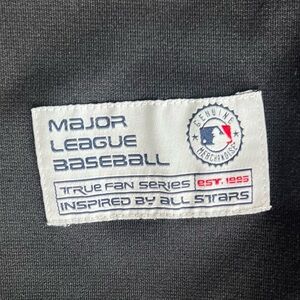 MAJOR
LEAGUE
BASEBALL
GENUINE
MERCHANDISE
TRUE FAN SERIES
EST. 1995
INSPIRED BY ALL STARS